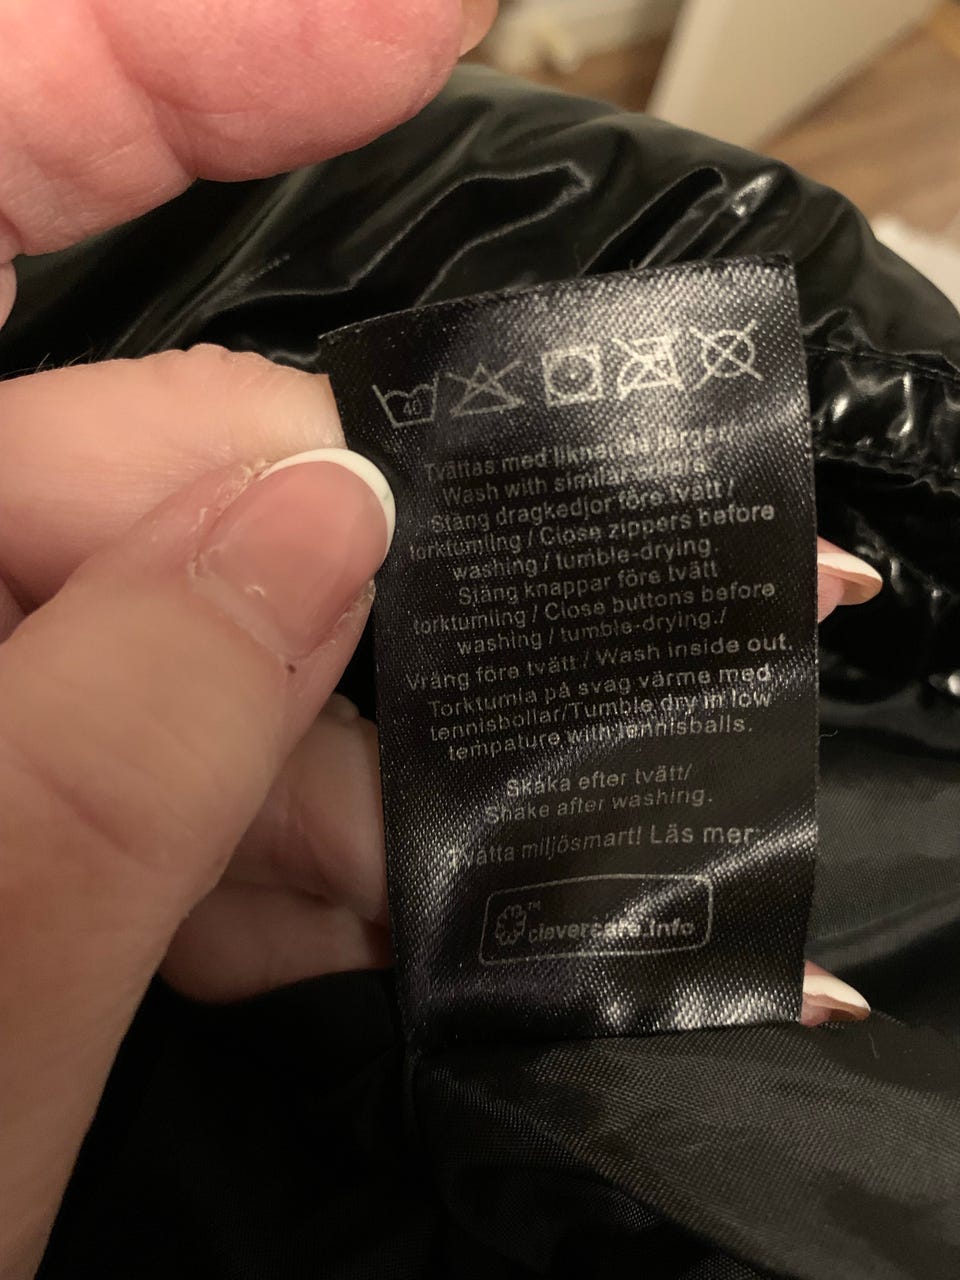 40
Tvättas med liknande färger/
Wash with similar colors.
Stäng dragkedjor före tvätt /
torktumling / Close zippers before
washing / tumble-drying.
Stäng knappar före tvätt
torktumling / Close buttons before
washing / tumble-drying./
Vräng före tvätt / Wash inside out.
Torktumla på svag värme med
tennisbollar/Tumble dry in low
tempature with tennisballs.
Skaka efter tvätt/
Shake after washing.
Tvätta miljösmart! Läs mer:
clevercare.info